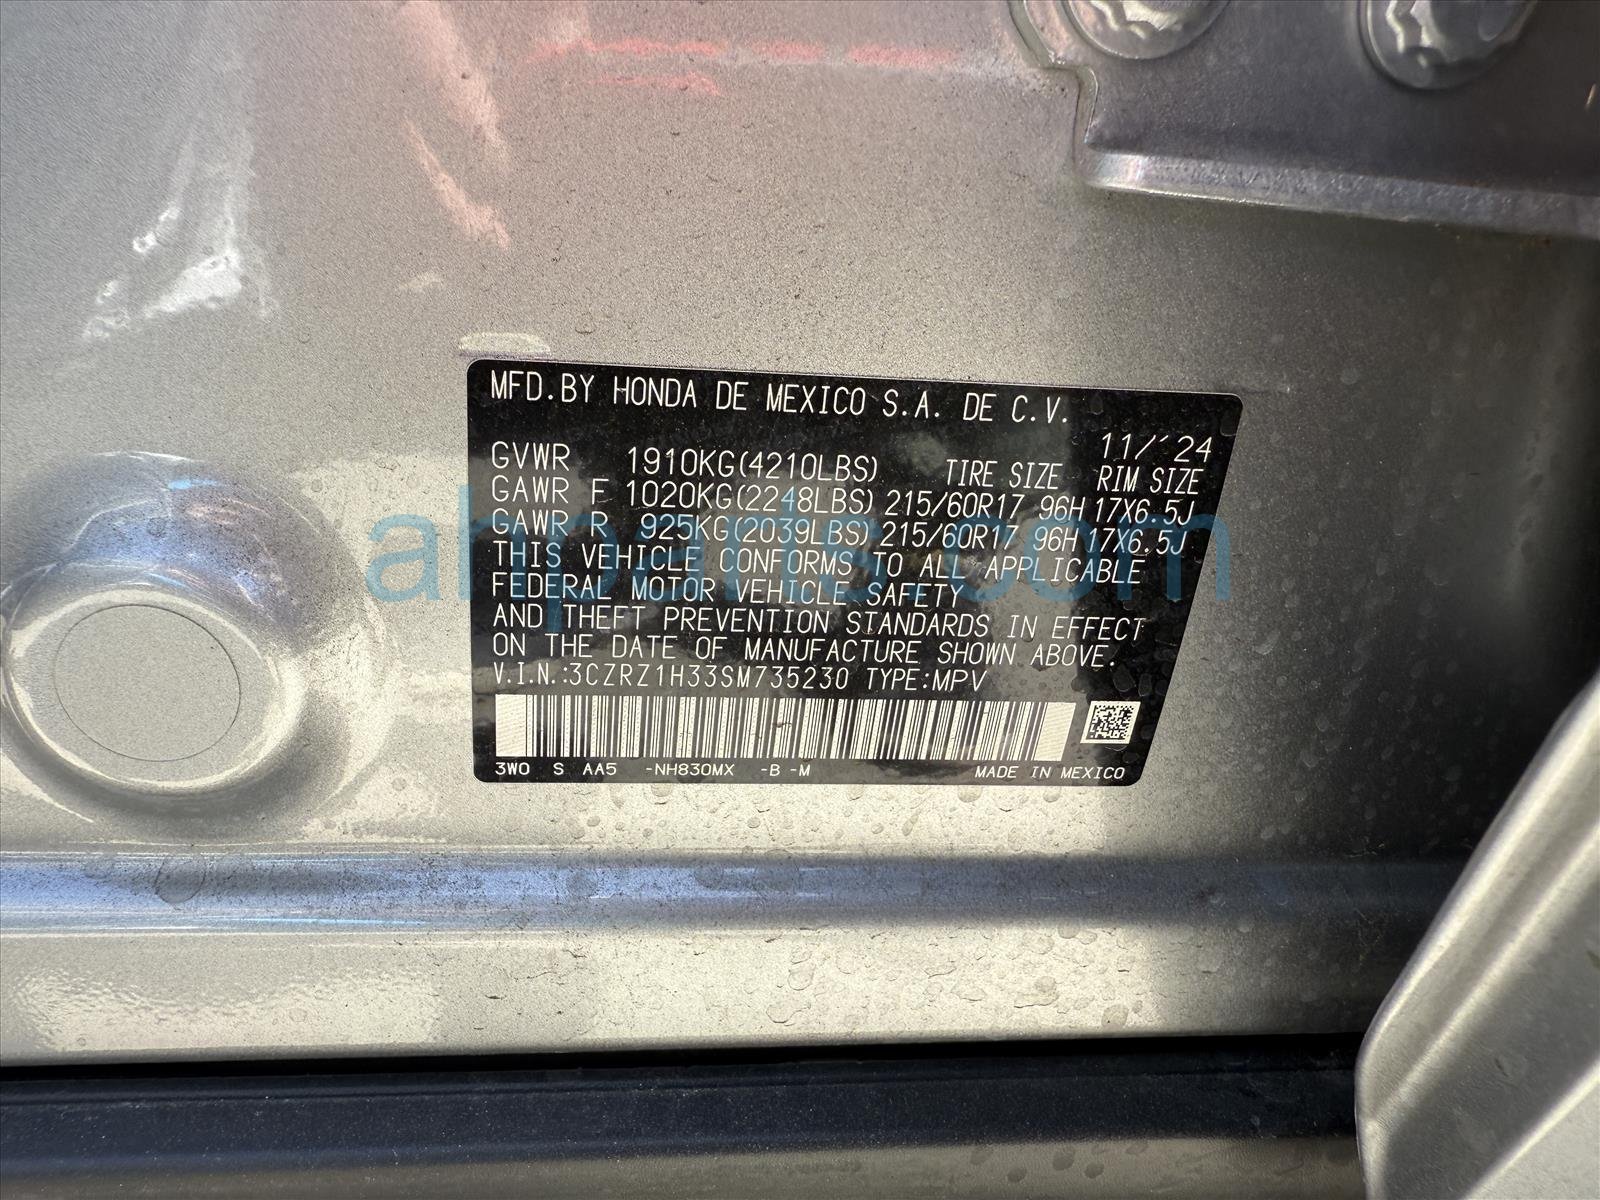 MFD.BY HONDA DE MEXICO S.A. DE C.V.
11/´24
GVWR 1910KG(4210LBS) TIRE SIZE RIM SIZE
GAWR F 1020KG(2248LBS) 215/60R17 96H 17X6.5J
GAWR R 925KG(2039LBS) 215/60R17 96H 17X6.5J
THIS VEHICLE CONFORMS TO ALL APPLICABLE
FEDERAL MOTOR VEHICLE SAFETY
AND THEFT PREVENTION STANDARDS IN EFFECT
ON THE DATE OF MANUFACTURE SHOWN ABOVE.
V.I.N.:3CZRZ1H33SM735230 TYPE:MPV
3W0 S AA5 -NH830MX -B -M MADE IN MEXICO
ahparts.com